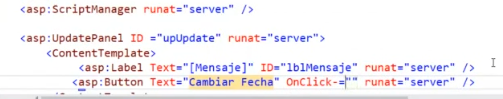 <asp:ScriptManager runat="server" />
<asp:UpdatePanel ID ="upUpdate" runat="server">
<ContentTemplate>
<asp:Label Text="[Mensaje]" ID="lblMensaje" runat="server" />
<asp:Button Text="Cambiar Fecha" OnClick-="" runat="server" />